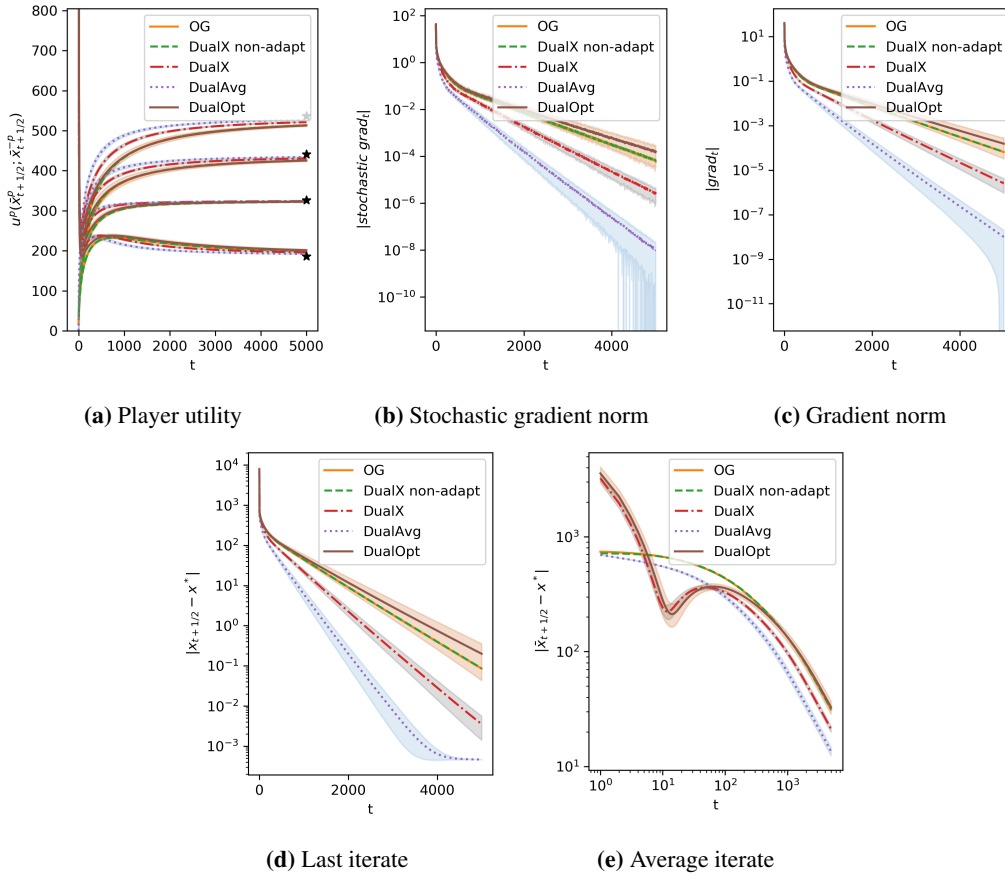 800
700
600
500
400
300
200
100
0
u^p(x̄^p_{t+1/2}; x̄^{-p}_{t+1/2})
OG
DualX non-adapt
DualX
DualAvg
DualOpt
0 1000 2000 3000 4000 5000
t
(a) Player utility
10^2
10^0
10^{-2}
10^{-4}
10^{-6}
10^{-8}
10^{-10}
|stochastic grad_t|
OG
DualX non-adapt
DualX
DualAvg
DualOpt
0 2000 4000
t
(b) Stochastic gradient norm
10^1
10^{-1}
10^{-3}
10^{-5}
10^{-7}
10^{-9}
10^{-11}
|grad_t|
OG
DualX non-adapt
DualX
DualAvg
DualOpt
0 2000 4000
t
(c) Gradient norm
10^4
10^3
10^2
10^1
10^0
10^{-1}
10^{-2}
10^{-3}
|x_{t+1/2} − x^*|
OG
DualX non-adapt
DualX
DualAvg
DualOpt
0 2000 4000
t
(d) Last iterate
10^3
10^2
10^1
|x̄_{t+1/2} − x^*|
OG
DualX non-adapt
DualX
DualAvg
DualOpt
10^0 10^1 10^2 10^3
t
(e) Average iterate